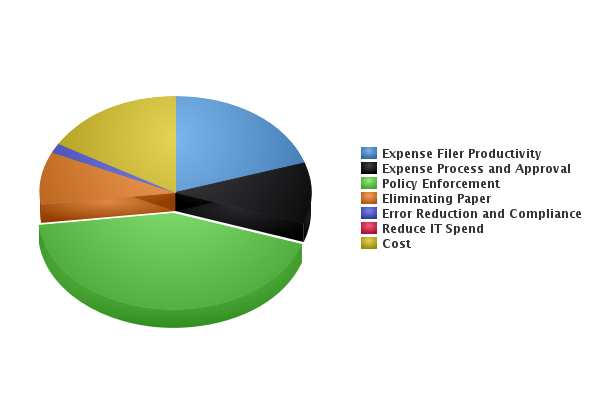 Expense Filer Productivity
Expense Process and Approval
Policy Enforcement
Eliminating Paper
Error Reduction and Compliance
Reduce IT Spend
Cost